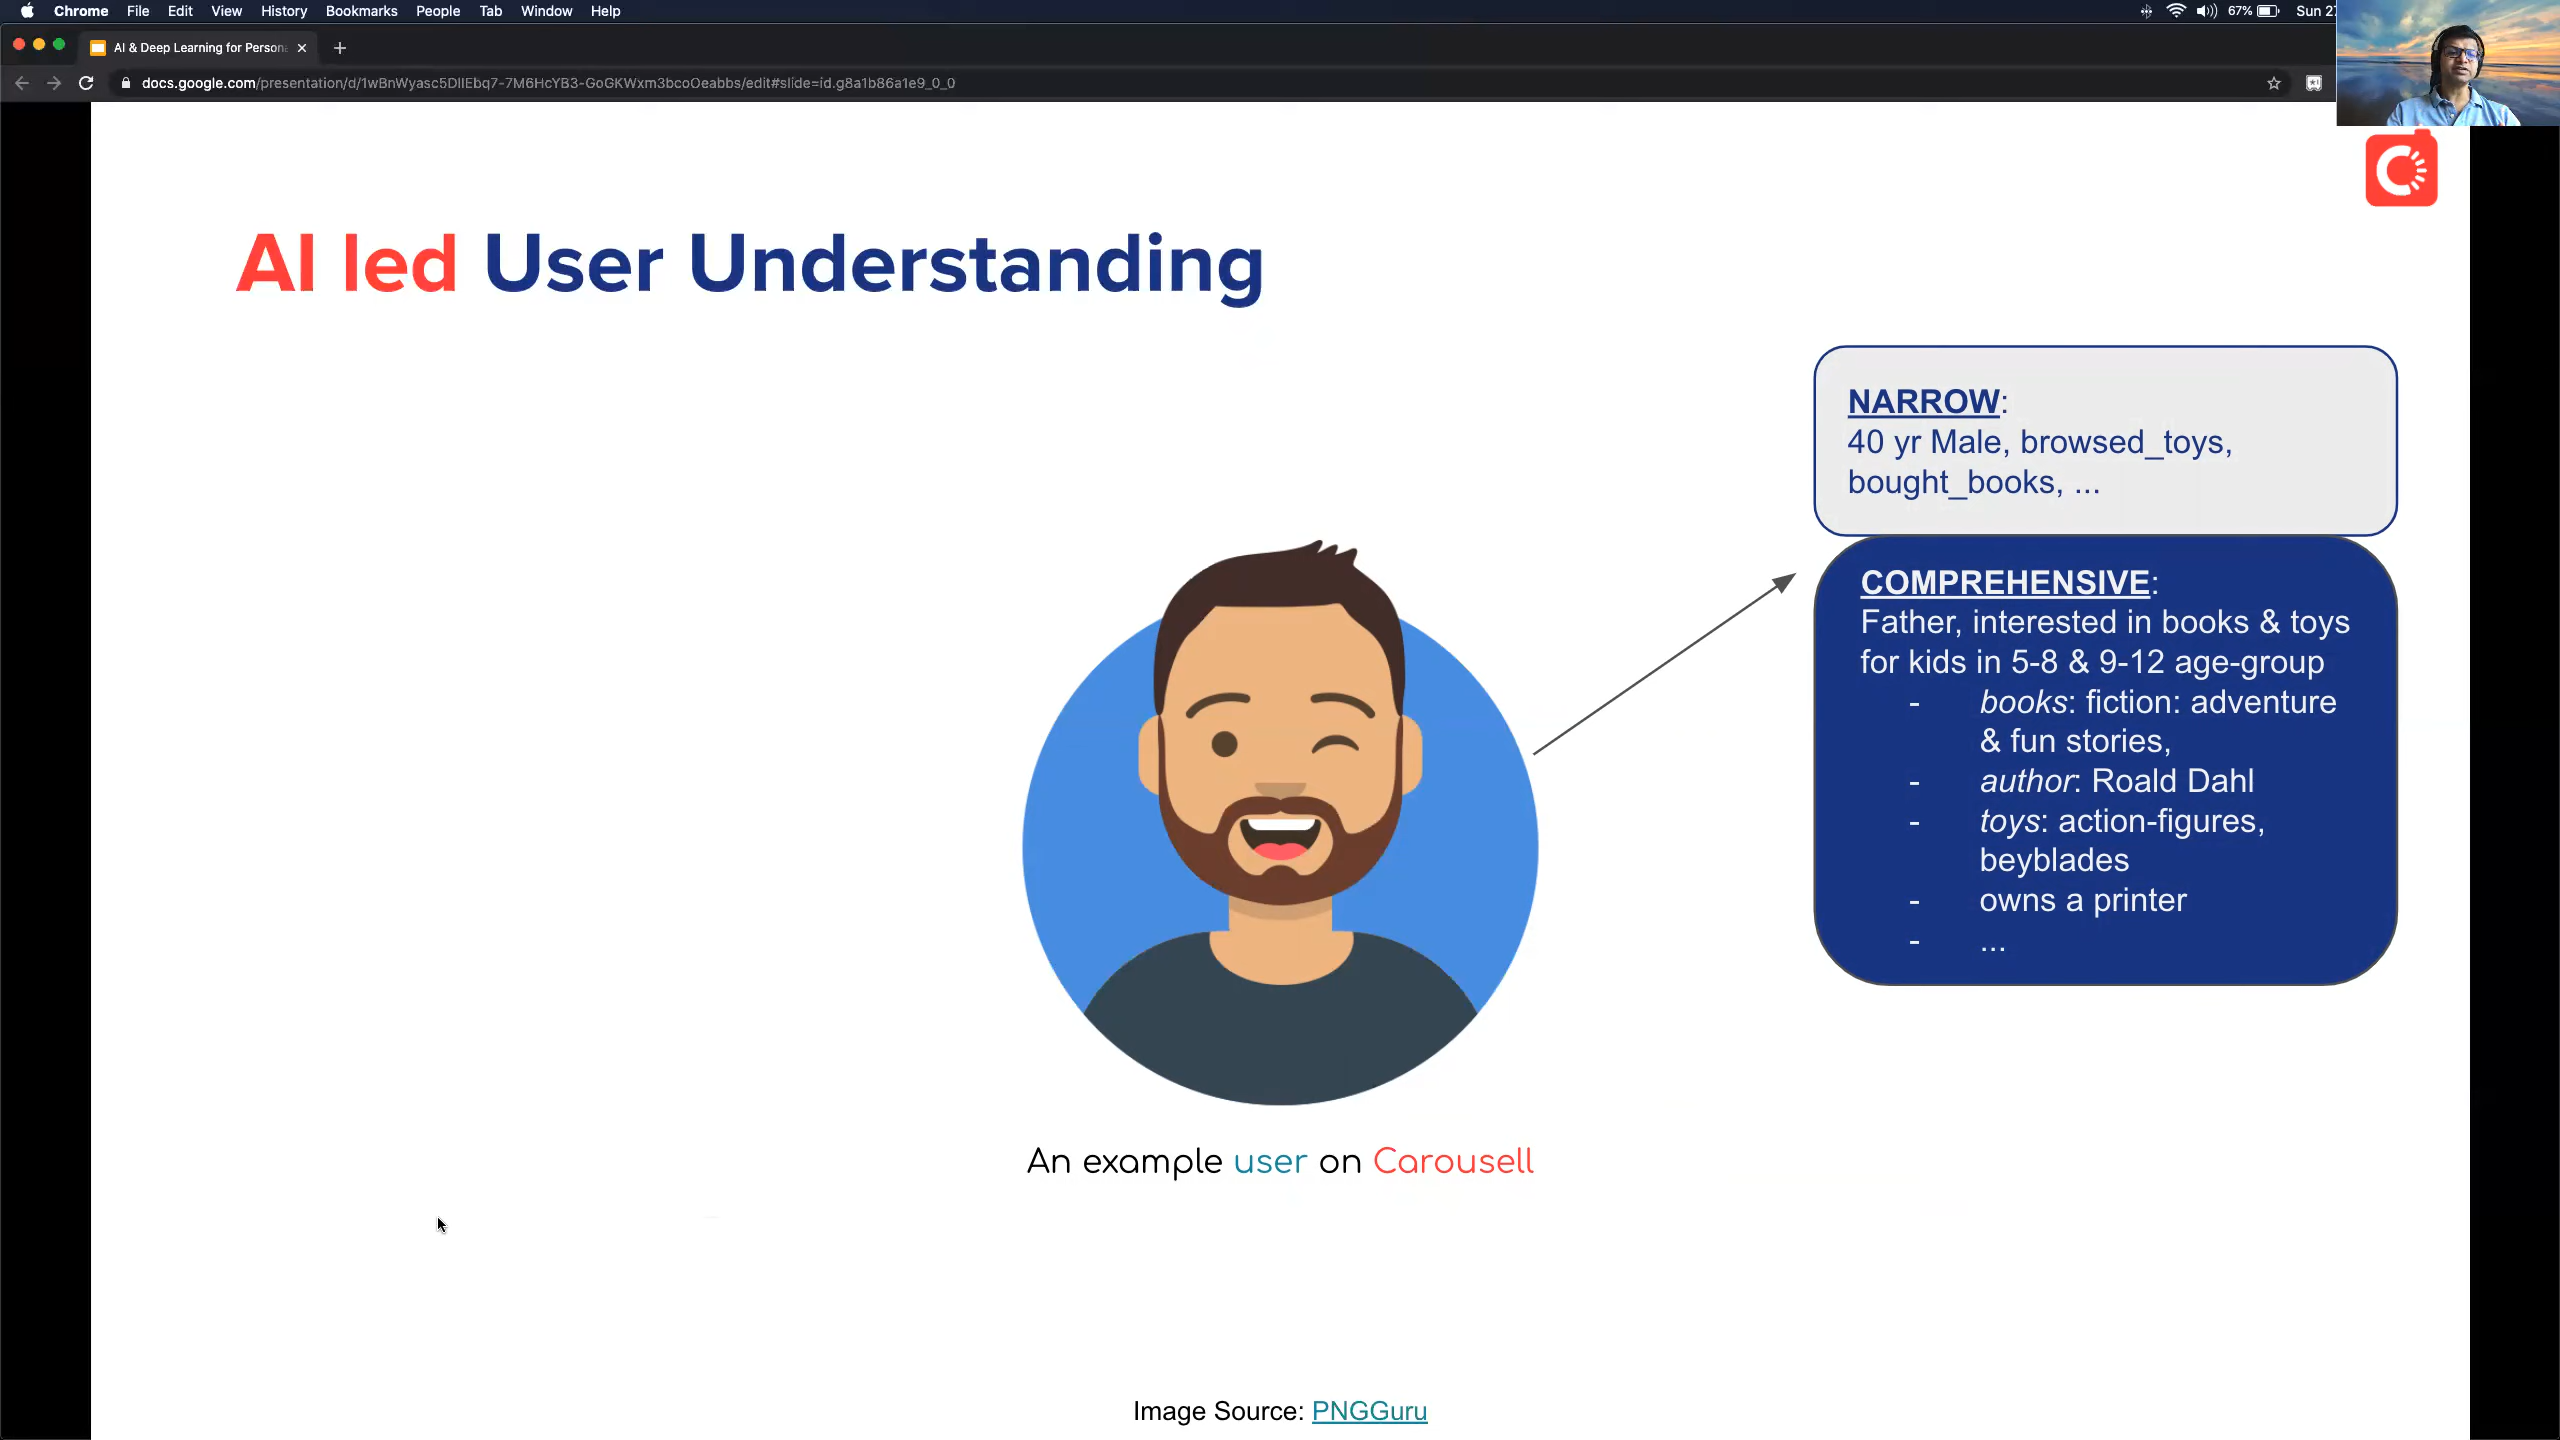 Chrome File Edit View History Bookmarks People Tab Window Help
67% Sun 27
AI & Deep Learning for Person
docs.google.com/presentation/d/1wBnWyasc5DIlEbq7-7M6HcYB3-GoGKWxm3bcoOeabbs/edit#slide=id.g8a1b86a1e9_0_0
AI led User Understanding
NARROW:
40 yr Male, browsed_toys,
bought_books, ...
COMPREHENSIVE:
Father, interested in books & toys
for kids in 5-8 & 9-12 age-group
- books: fiction: adventure
& fun stories,
- author: Roald Dahl
- toys: action-figures,
beyblades
- owns a printer
- ...
An example user on Carousell
Image Source: PNGGuru